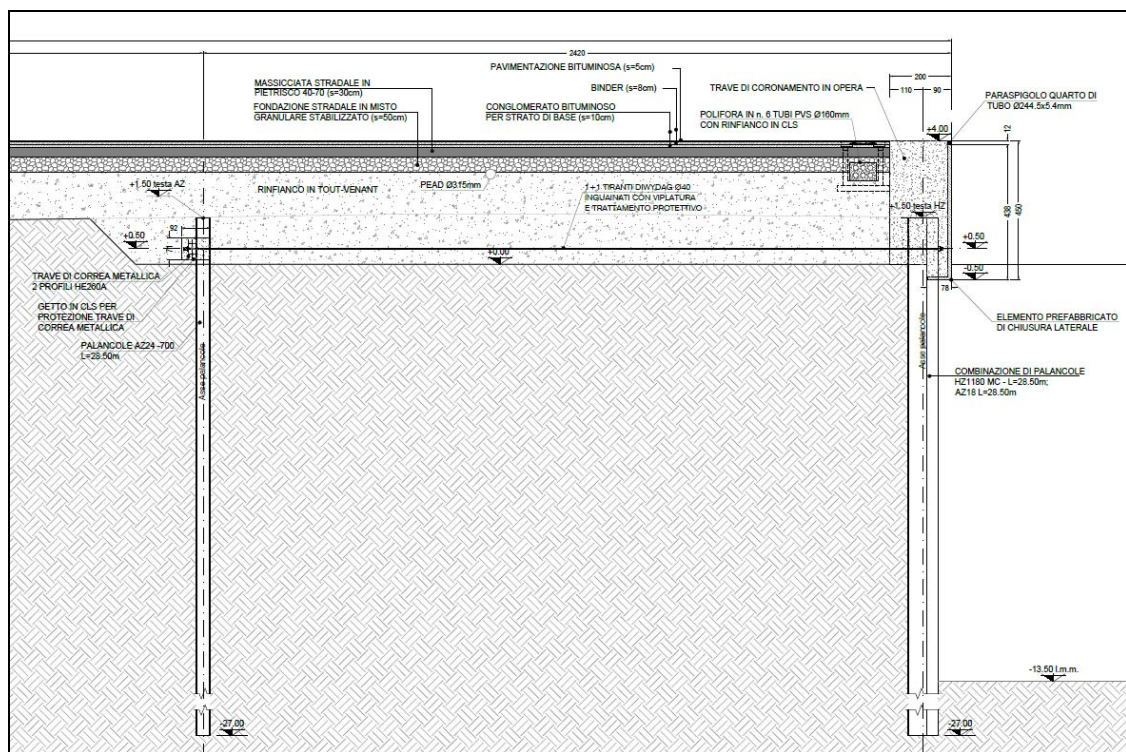 2420
PAVIMENTAZIONE BITUMINOSA (s=5cm)
MASSICCIATA STRADALE IN
PIETRISCO 40-70 (s=30cm)
BINDER (s=8cm)
FONDAZIONE STRADALE IN MISTO
GRANULARE STABILIZZATO (s=50cm)
CONGLOMERATO BITUMINOSO
PER STRATO DI BASE (s=10cm)
TRAVE DI CORONAMENTO IN OPERA
200
110
90
PARASPIGOLO QUARTO DI
TUBO Ø244.5x5.4mm
POLIFORA IN n. 6 TUBI PVS Ø160mm
CON RINFIANCO IN CLS
+4.00
12
+1.50 testa AZ
RINFIANCO IN TOUT-VENANT
PEAD Ø315mm
1+1 TIRANTI DIWYDAG Ø40
INGUAINATI CON VIPLATURA
E TRATTAMENTO PROTETTIVO
+1.50 testa HZ
438
450
92
71
+0.50
+0.00
+0.50
-0.50
78
TRAVE DI CORREA METALLICA
2 PROFILI HE260A
GETTO IN CLS PER
PROTEZIONE TRAVE DI
CORREA METALLICA
PALANCOLE AZ24 -700
L=28.50m
Asse palancole
Asse palancole
ELEMENTO PREFABBRICATO
DI CHIUSURA LATERALE
COMBINAZIONE DI PALANCOLE
HZ1180 MC - L=28.50m;
AZ18 L=28.50m
-13.50 l.m.m.
-27.00
-27.00